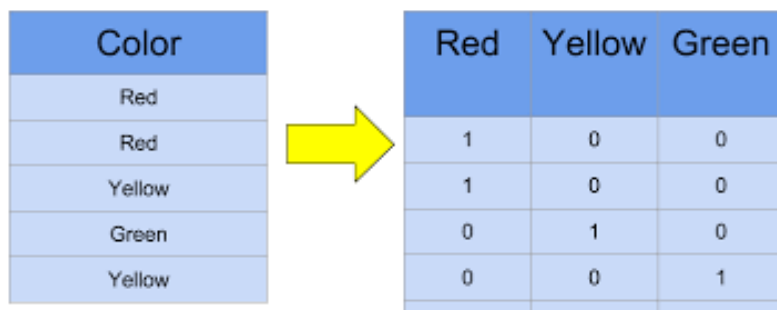 Color
Red
Red
Yellow
Green
Yellow
Red Yellow Green
1 0 0
1 0 0
0 1 0
0 0 1